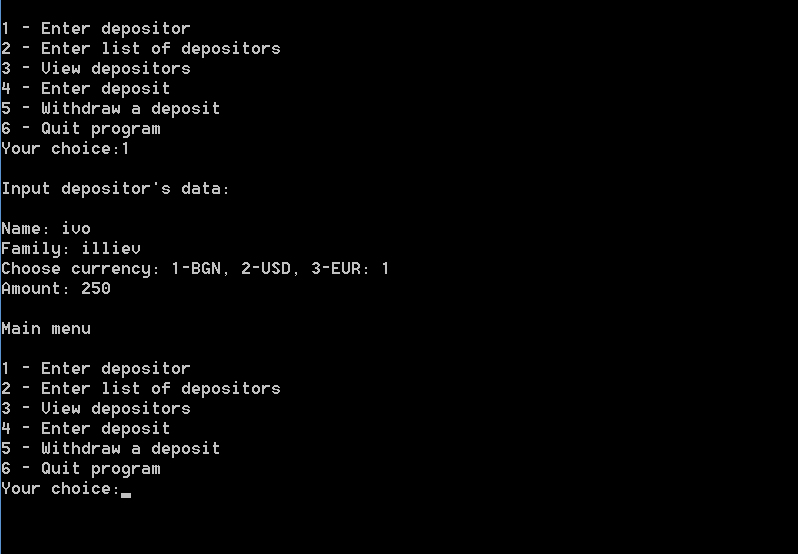 1 - Enter depositor
2 - Enter list of depositors
3 - View depositors
4 - Enter deposit
5 - Withdraw a deposit
6 - Quit program
Your choice:1
Input depositor's data:
Name: ivo
Family: illiev
Choose currency: 1-BGN, 2-USD, 3-EUR: 1
Amount: 250
Main menu
1 - Enter depositor
2 - Enter list of depositors
3 - View depositors
4 - Enter deposit
5 - Withdraw a deposit
6 - Quit program
Your choice: